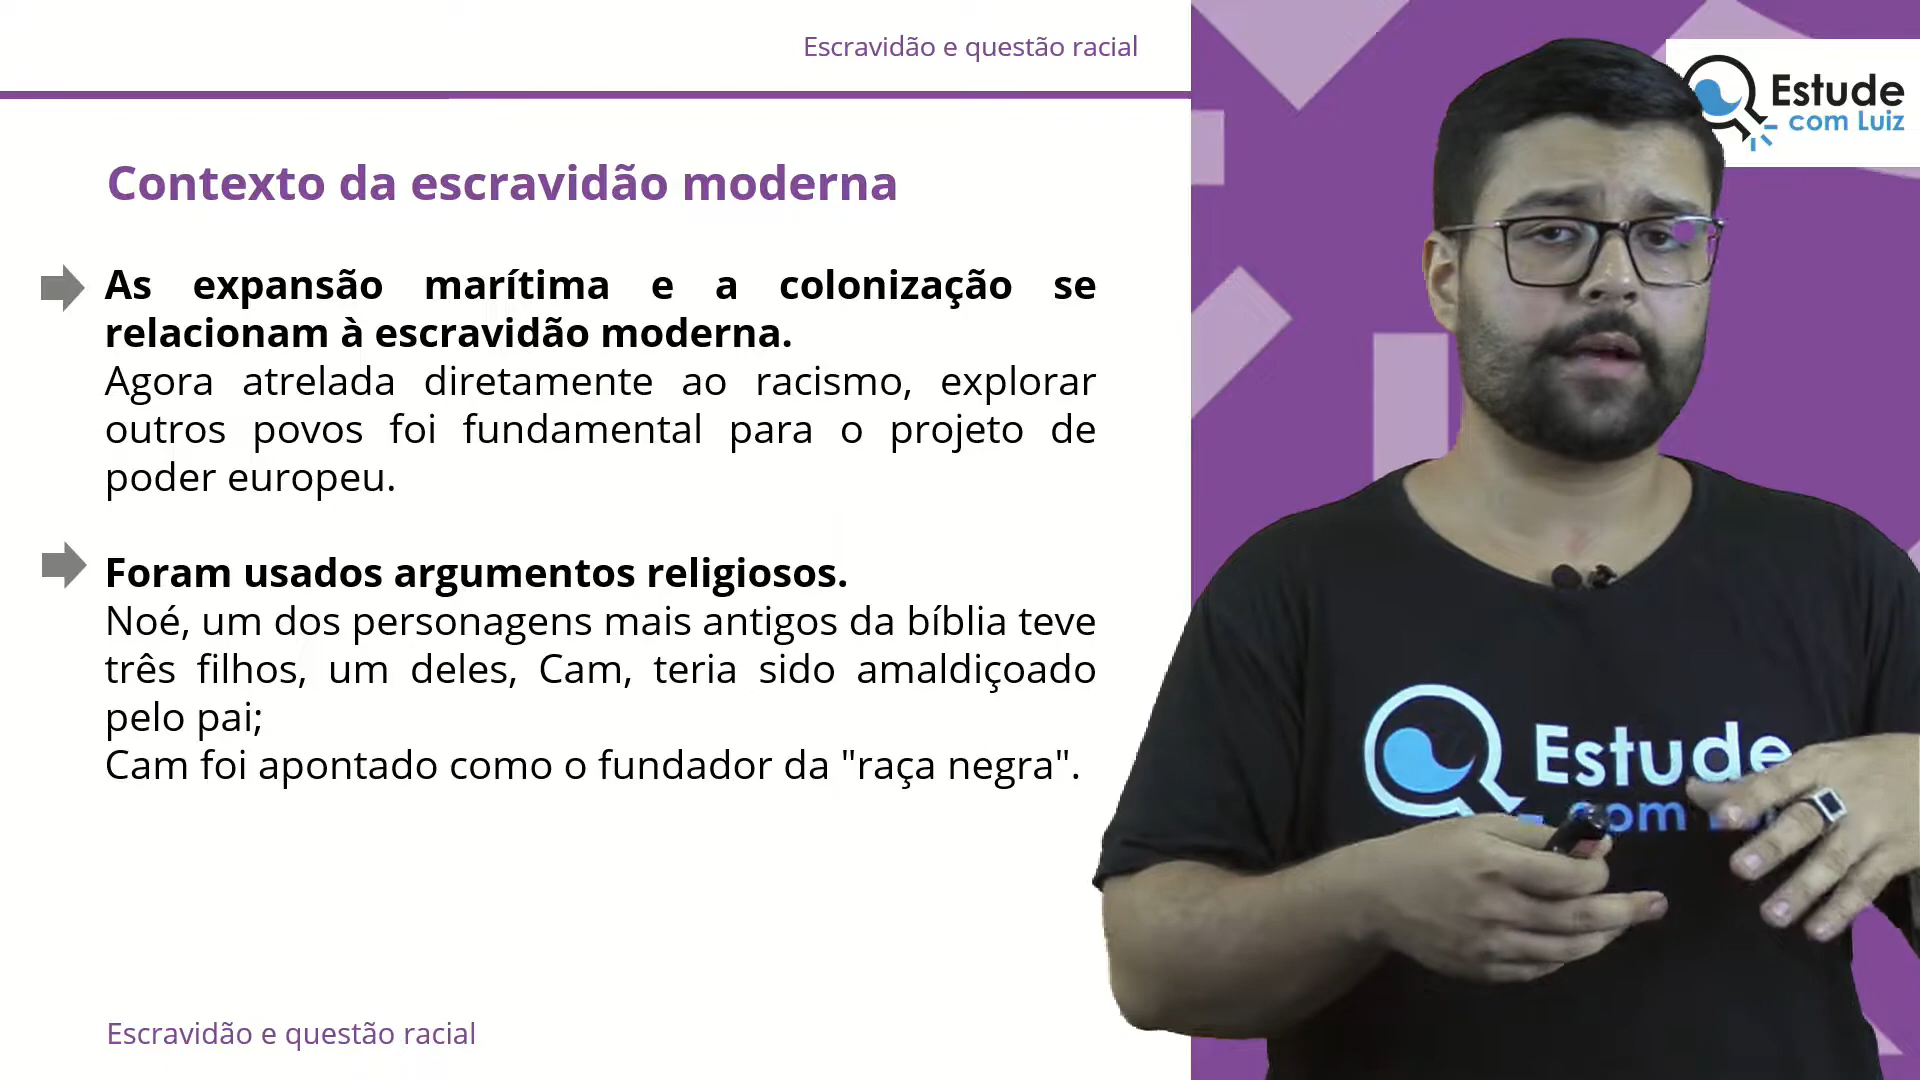 Escravidão e questão racial
Estude
com Luiz
Contexto da escravidão moderna
As expansão marítima e a colonização se
relacionam à escravidão moderna.
Agora atrelada diretamente ao racismo, explorar
outros povos foi fundamental para o projeto de
poder europeu.
Foram usados argumentos religiosos.
Noé, um dos personagens mais antigos da bíblia teve
três filhos, um deles, Cam, teria sido amaldiçoado
pelo pai;
Cam foi apontado como o fundador da "raça negra".
Estude
com
Escravidão e questão racial